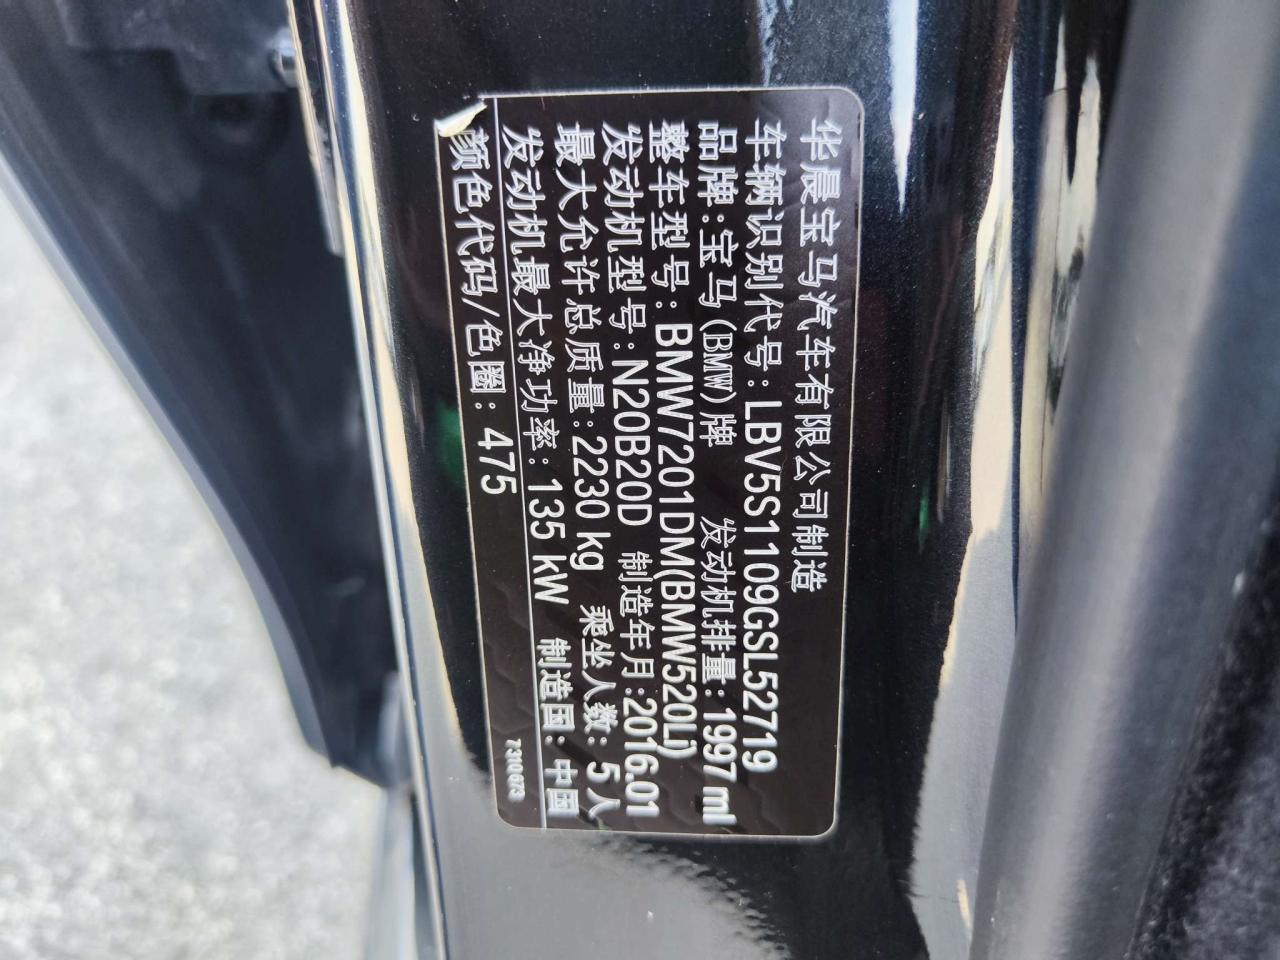 华晨宝马汽车有限公司制造
车辆识别代号:LBV5S1109GSL52719
品牌:宝马(BMW)牌 发动机排量:1997 ml
整车型号:BMW7201DM(BMW520Li)
发动机型号:N20B20D 制造年月:2016.01
最大允许总质量:2230 kg 乘坐人数:5人
发动机最大净功率:135 kW 制造国:中国
颜色代码/色圈:475
7310673